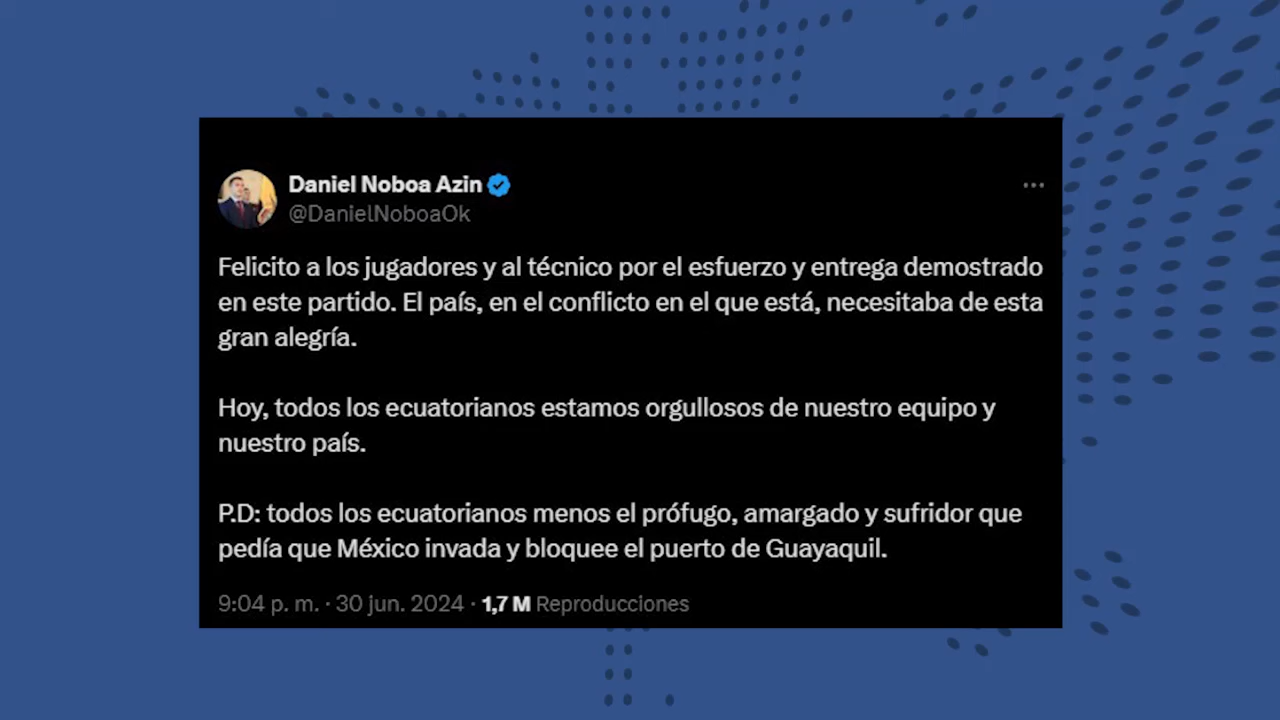 Daniel Noboa Azin
@DanielNoboaOk
Felicito a los jugadores y al técnico por el esfuerzo y entrega demostrado
en este partido. El país, en el conflicto en el que está, necesitaba de esta
gran alegría.
Hoy, todos los ecuatorianos estamos orgullosos de nuestro equipo y
nuestro país.
P.D: todos los ecuatorianos menos el prófugo, amargado y sufridor que
pedía que México invada y bloquee el puerto de Guayaquil.
9:04 p. m. · 30 jun. 2024 · 1,7 M Reproducciones